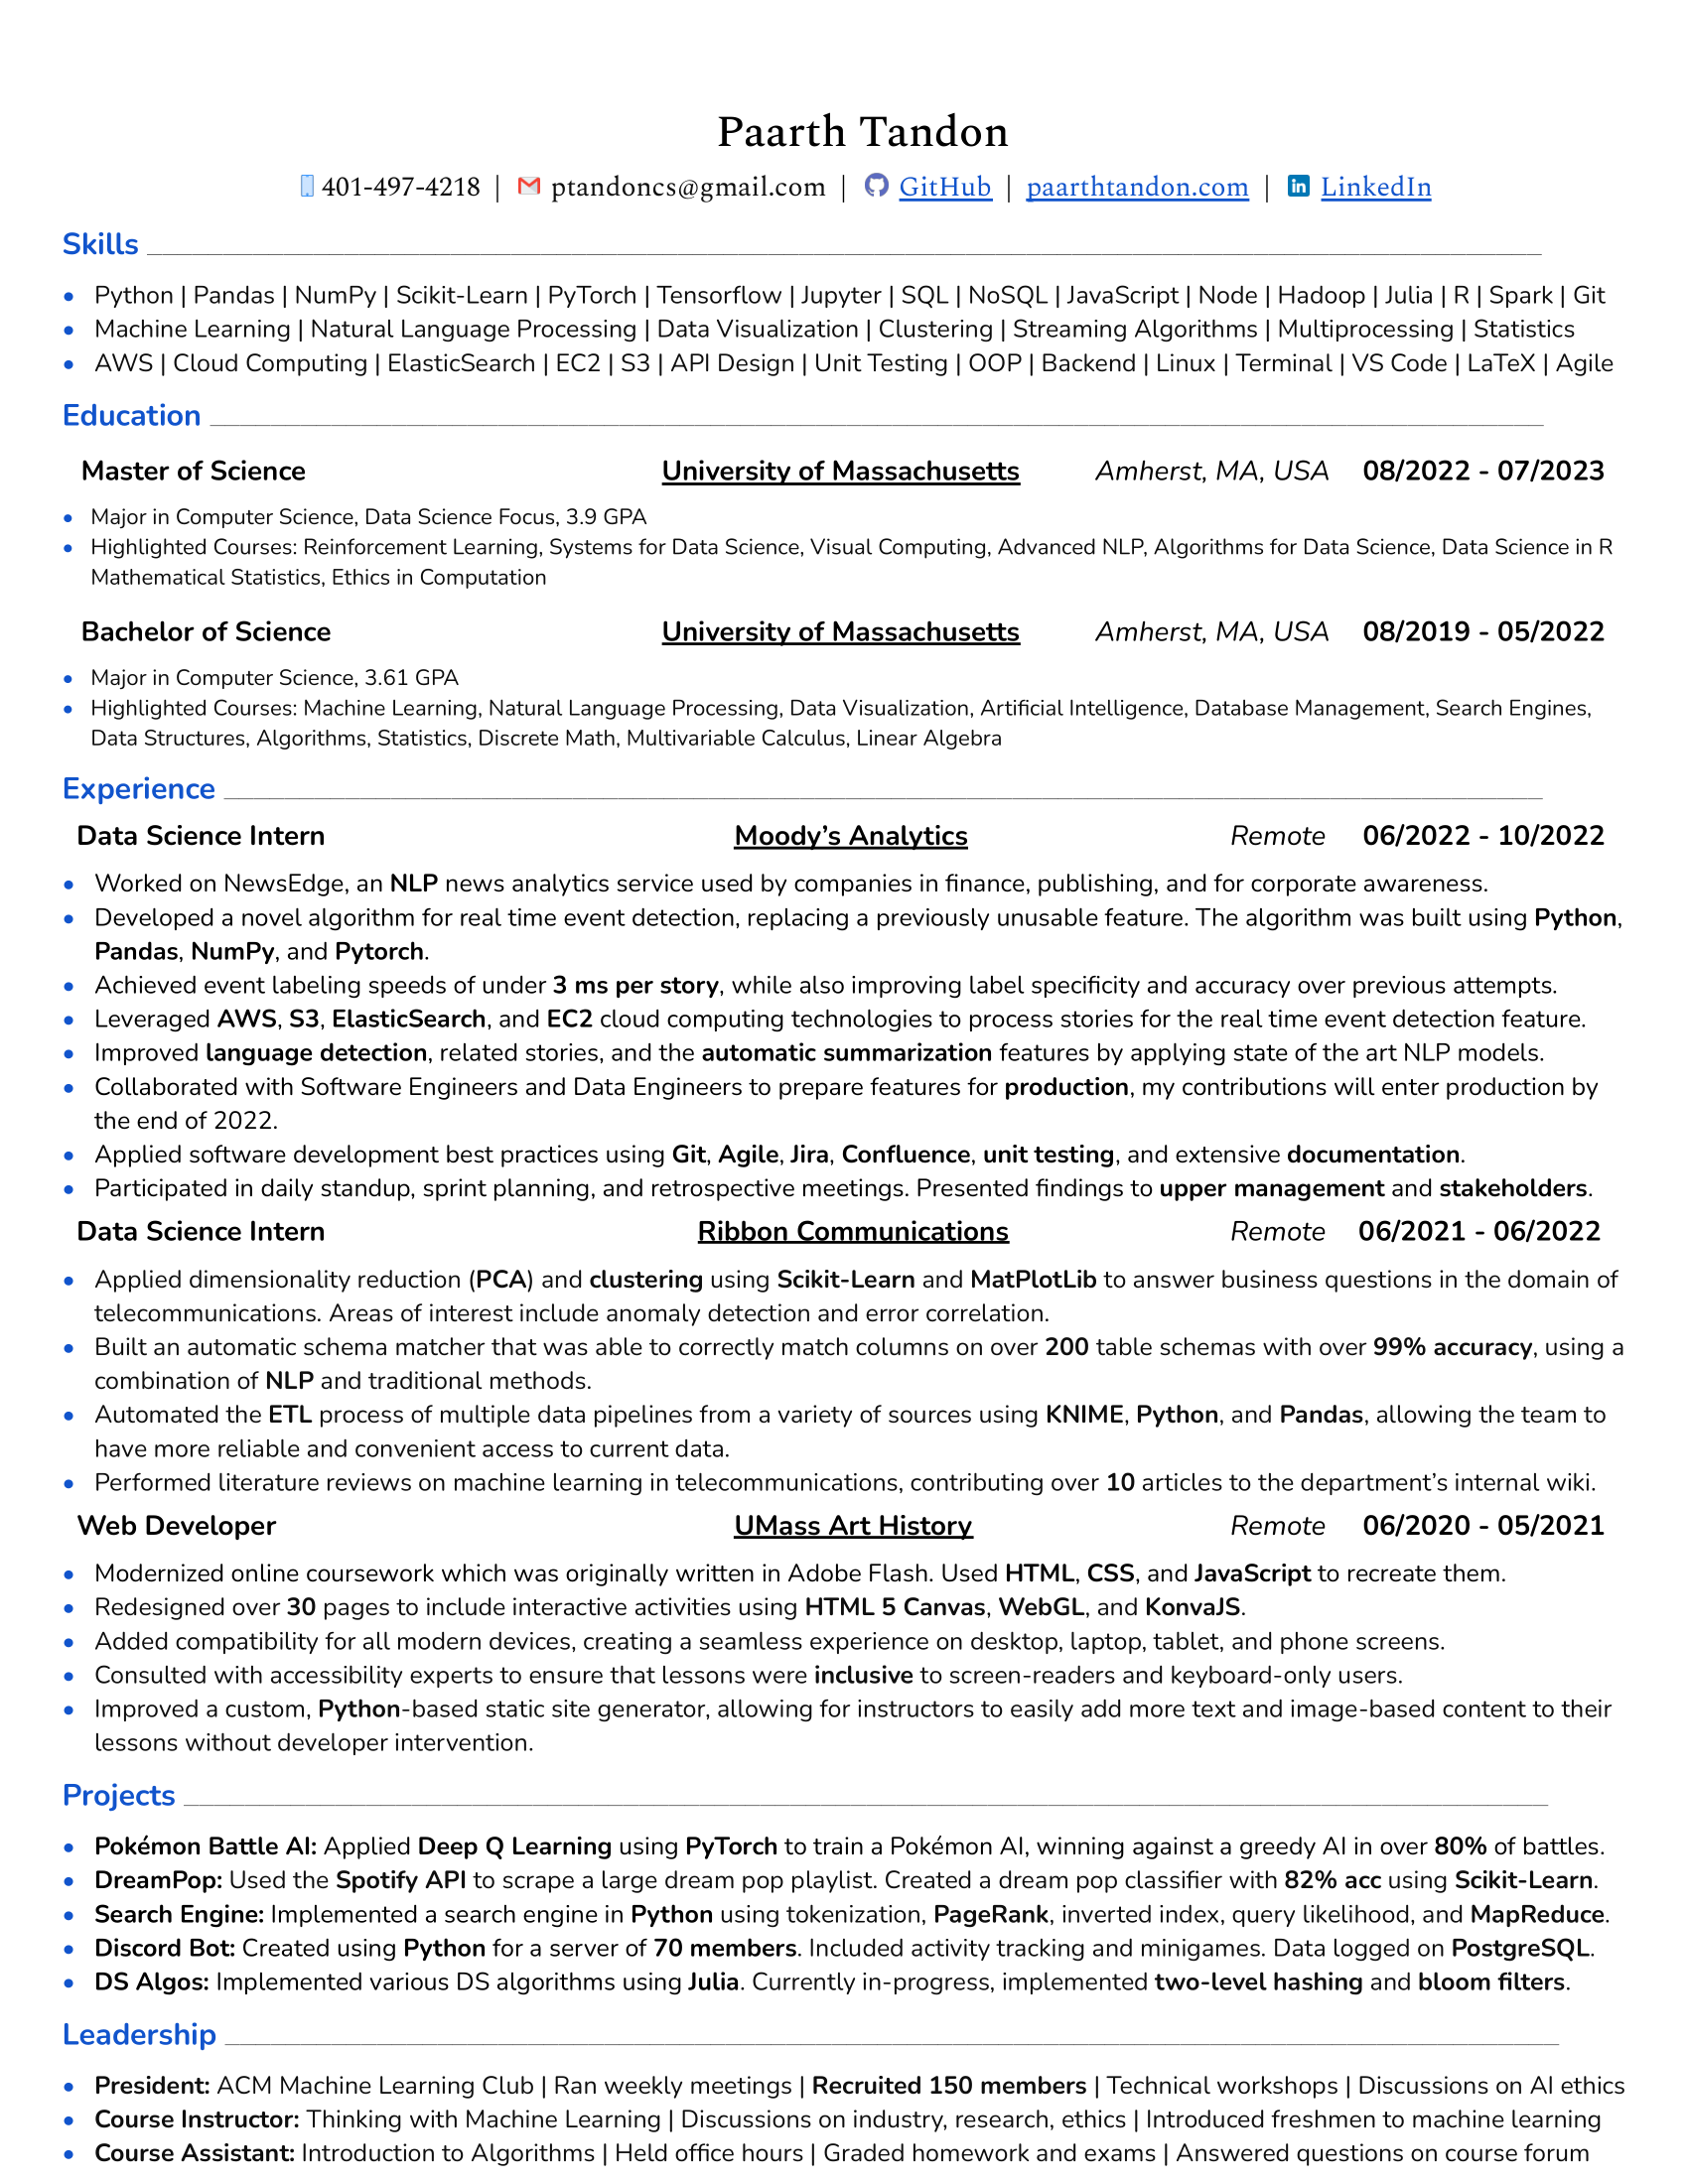 Paarth Tandon
401-497-4218 | ptandoncs@gmail.com | GitHub | paarthtandon.com | LinkedIn
Skills
• Python | Pandas | NumPy | Scikit-Learn | PyTorch | Tensorflow | Jupyter | SQL | NoSQL | JavaScript | Node | Hadoop | Julia | R | Spark | Git
• Machine Learning | Natural Language Processing | Data Visualization | Clustering | Streaming Algorithms | Multiprocessing | Statistics
• AWS | Cloud Computing | ElasticSearch | EC2 | S3 | API Design | Unit Testing | OOP | Backend | Linux | Terminal | VS Code | LaTeX | Agile
Education
Master of Science University of Massachusetts Amherst, MA, USA 08/2022 - 07/2023
• Major in Computer Science, Data Science Focus, 3.9 GPA
• Highlighted Courses: Reinforcement Learning, Systems for Data Science, Visual Computing, Advanced NLP, Algorithms for Data Science, Data Science in R
Mathematical Statistics, Ethics in Computation
Bachelor of Science University of Massachusetts Amherst, MA, USA 08/2019 - 05/2022
• Major in Computer Science, 3.61 GPA
• Highlighted Courses: Machine Learning, Natural Language Processing, Data Visualization, Artificial Intelligence, Database Management, Search Engines,
Data Structures, Algorithms, Statistics, Discrete Math, Multivariable Calculus, Linear Algebra
Experience
Data Science Intern Moody's Analytics Remote 06/2022 - 10/2022
• Worked on NewsEdge, an NLP news analytics service used by companies in finance, publishing, and for corporate awareness.
• Developed a novel algorithm for real time event detection, replacing a previously unusable feature. The algorithm was built using Python,
Pandas, NumPy, and Pytorch.
• Achieved event labeling speeds of under 3 ms per story, while also improving label specificity and accuracy over previous attempts.
• Leveraged AWS, S3, ElasticSearch, and EC2 cloud computing technologies to process stories for the real time event detection feature.
• Improved language detection, related stories, and the automatic summarization features by applying state of the art NLP models.
• Collaborated with Software Engineers and Data Engineers to prepare features for production, my contributions will enter production by
the end of 2022.
• Applied software development best practices using Git, Agile, Jira, Confluence, unit testing, and extensive documentation.
• Participated in daily standup, sprint planning, and retrospective meetings. Presented findings to upper management and stakeholders.
Data Science Intern Ribbon Communications Remote 06/2021 - 06/2022
• Applied dimensionality reduction (PCA) and clustering using Scikit-Learn and MatPlotLib to answer business questions in the domain of
telecommunications. Areas of interest include anomaly detection and error correlation.
• Built an automatic schema matcher that was able to correctly match columns on over 200 table schemas with over 99% accuracy, using a
combination of NLP and traditional methods.
• Automated the ETL process of multiple data pipelines from a variety of sources using KNIME, Python, and Pandas, allowing the team to
have more reliable and convenient access to current data.
• Performed literature reviews on machine learning in telecommunications, contributing over 10 articles to the department's internal wiki.
Web Developer UMass Art History Remote 06/2020 - 05/2021
• Modernized online coursework which was originally written in Adobe Flash. Used HTML, CSS, and JavaScript to recreate them.
• Redesigned over 30 pages to include interactive activities using HTML 5 Canvas, WebGL, and KonvaJS.
• Added compatibility for all modern devices, creating a seamless experience on desktop, laptop, tablet, and phone screens.
• Consulted with accessibility experts to ensure that lessons were inclusive to screen-readers and keyboard-only users.
• Improved a custom, Python-based static site generator, allowing for instructors to easily add more text and image-based content to their
lessons without developer intervention.
Projects
• Pokémon Battle AI: Applied Deep Q Learning using PyTorch to train a Pokémon AI, winning against a greedy AI in over 80% of battles.
• DreamPop: Used the Spotify API to scrape a large dream pop playlist. Created a dream pop classifier with 82% acc using Scikit-Learn.
• Search Engine: Implemented a search engine in Python using tokenization, PageRank, inverted index, query likelihood, and MapReduce.
• Discord Bot: Created using Python for a server of 70 members. Included activity tracking and minigames. Data logged on PostgreSQL.
• DS Algos: Implemented various DS algorithms using Julia. Currently in-progress, implemented two-level hashing and bloom filters.
Leadership
• President: ACM Machine Learning Club | Ran weekly meetings | Recruited 150 members | Technical workshops | Discussions on AI ethics
• Course Instructor: Thinking with Machine Learning | Discussions on industry, research, ethics | Introduced freshmen to machine learning
• Course Assistant: Introduction to Algorithms | Held office hours | Graded homework and exams | Answered questions on course forum